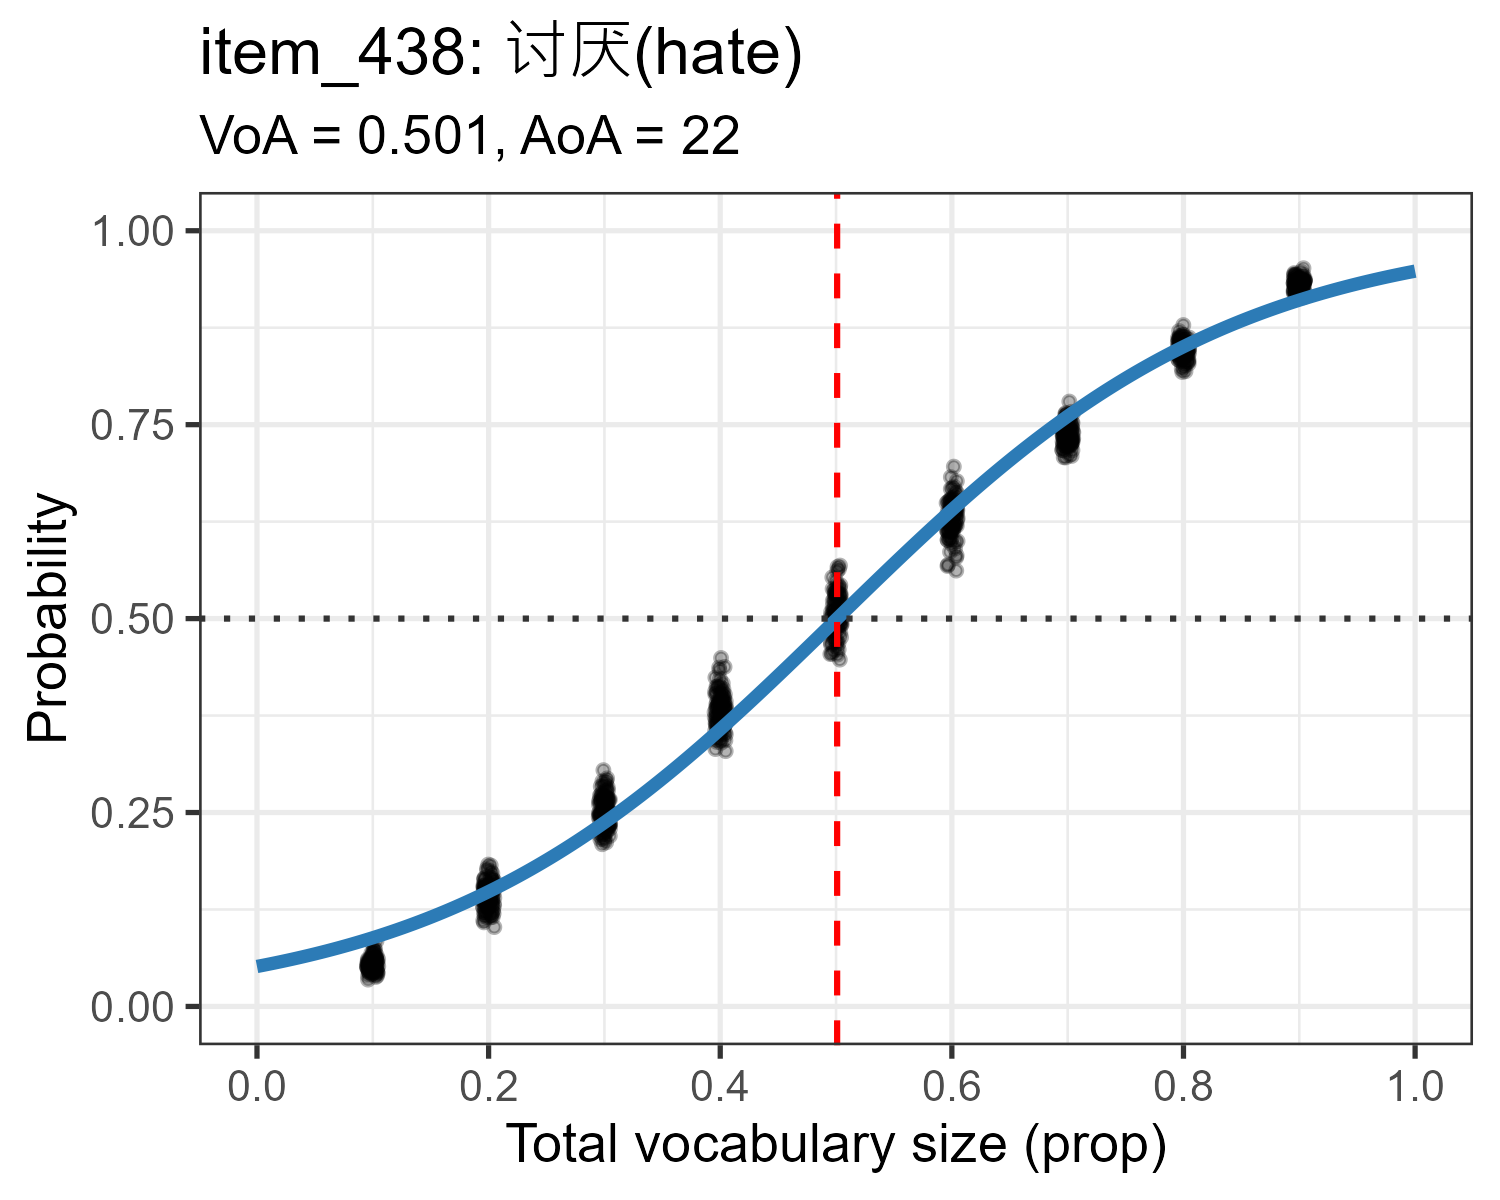 item_438: 讨厌(hate)
VoA = 0.501, AoA = 22
1.00
0.75
0.50
0.25
0.00
Probability
0.0 0.2 0.4 0.6 0.8 1.0
Total vocabulary size (prop)